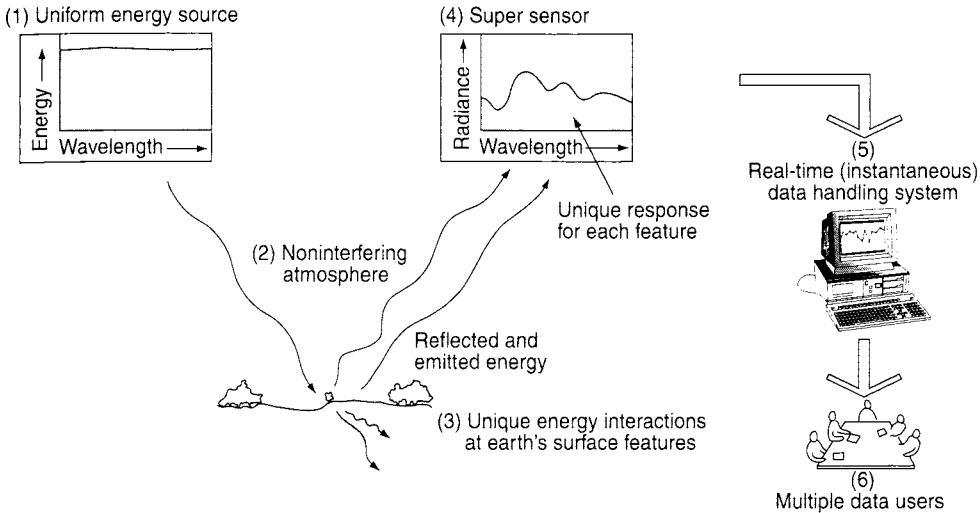 (1) Uniform energy source
Energy
Wavelength
(4) Super sensor
Radiance
Wavelength
Unique response
for each feature
(2) Noninterfering
atmosphere
Reflected and
emitted energy
(3) Unique energy interactions
at earth's surface features
(5)
Real-time (instantaneous)
data handling system
(6)
Multiple data users